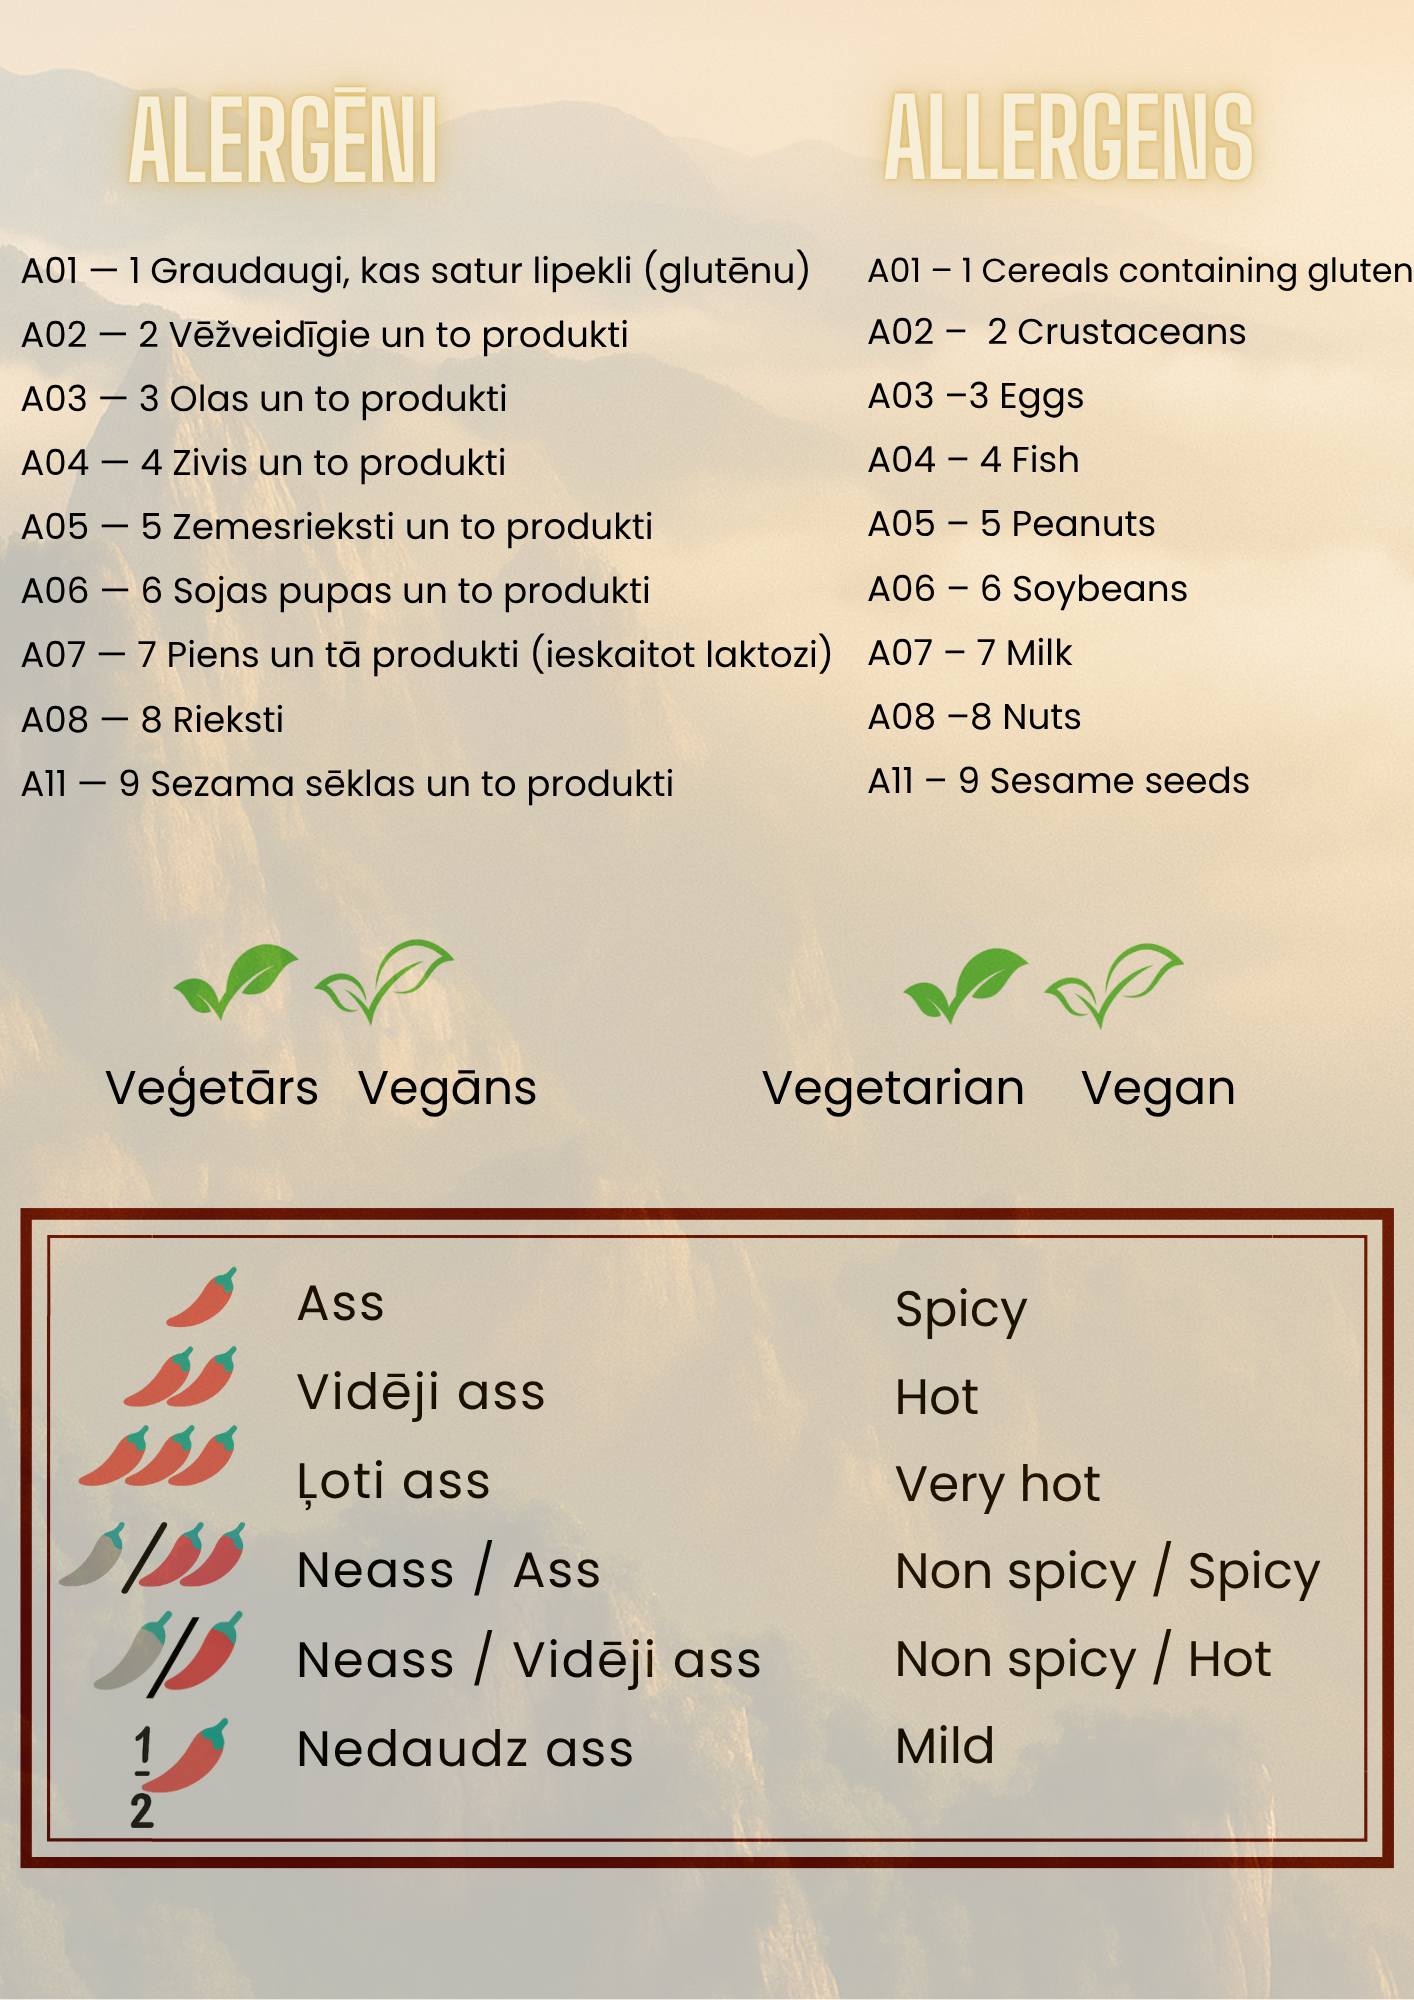 ALERGĒNI
A01 — 1 Graudaugi, kas satur lipekli (glutēnu)
A02 — 2 Vēžveidīgie un to produkti
A03 — 3 Olas un to produkti
A04 — 4 Zivis un to produkti
A05 — 5 Zemesrieksti un to produkti
A06 — 6 Sojas pupas un to produkti
A07 — 7 Piens un tā produkti (ieskaitot laktozi)
A08 — 8 Rieksti
A11 — 9 Sezama sēklas un to produkti
ALLERGENS
A01 – 1 Cereals containing gluten
A02 –  2 Crustaceans
A03 –3 Eggs
A04 – 4 Fish
A05 – 5 Peanuts
A06 – 6 Soybeans
A07 – 7 Milk
A08 –8 Nuts
A11 – 9 Sesame seeds
Veģetārs Vegāns
Vegetarian Vegan
Ass
Vidēji ass
Ļoti ass
/ Neass / Ass
/ Neass / Vidēji ass
1/2 Nedaudz ass
Spicy
Hot
Very hot
Non spicy / Spicy
Non spicy / Hot
Mild